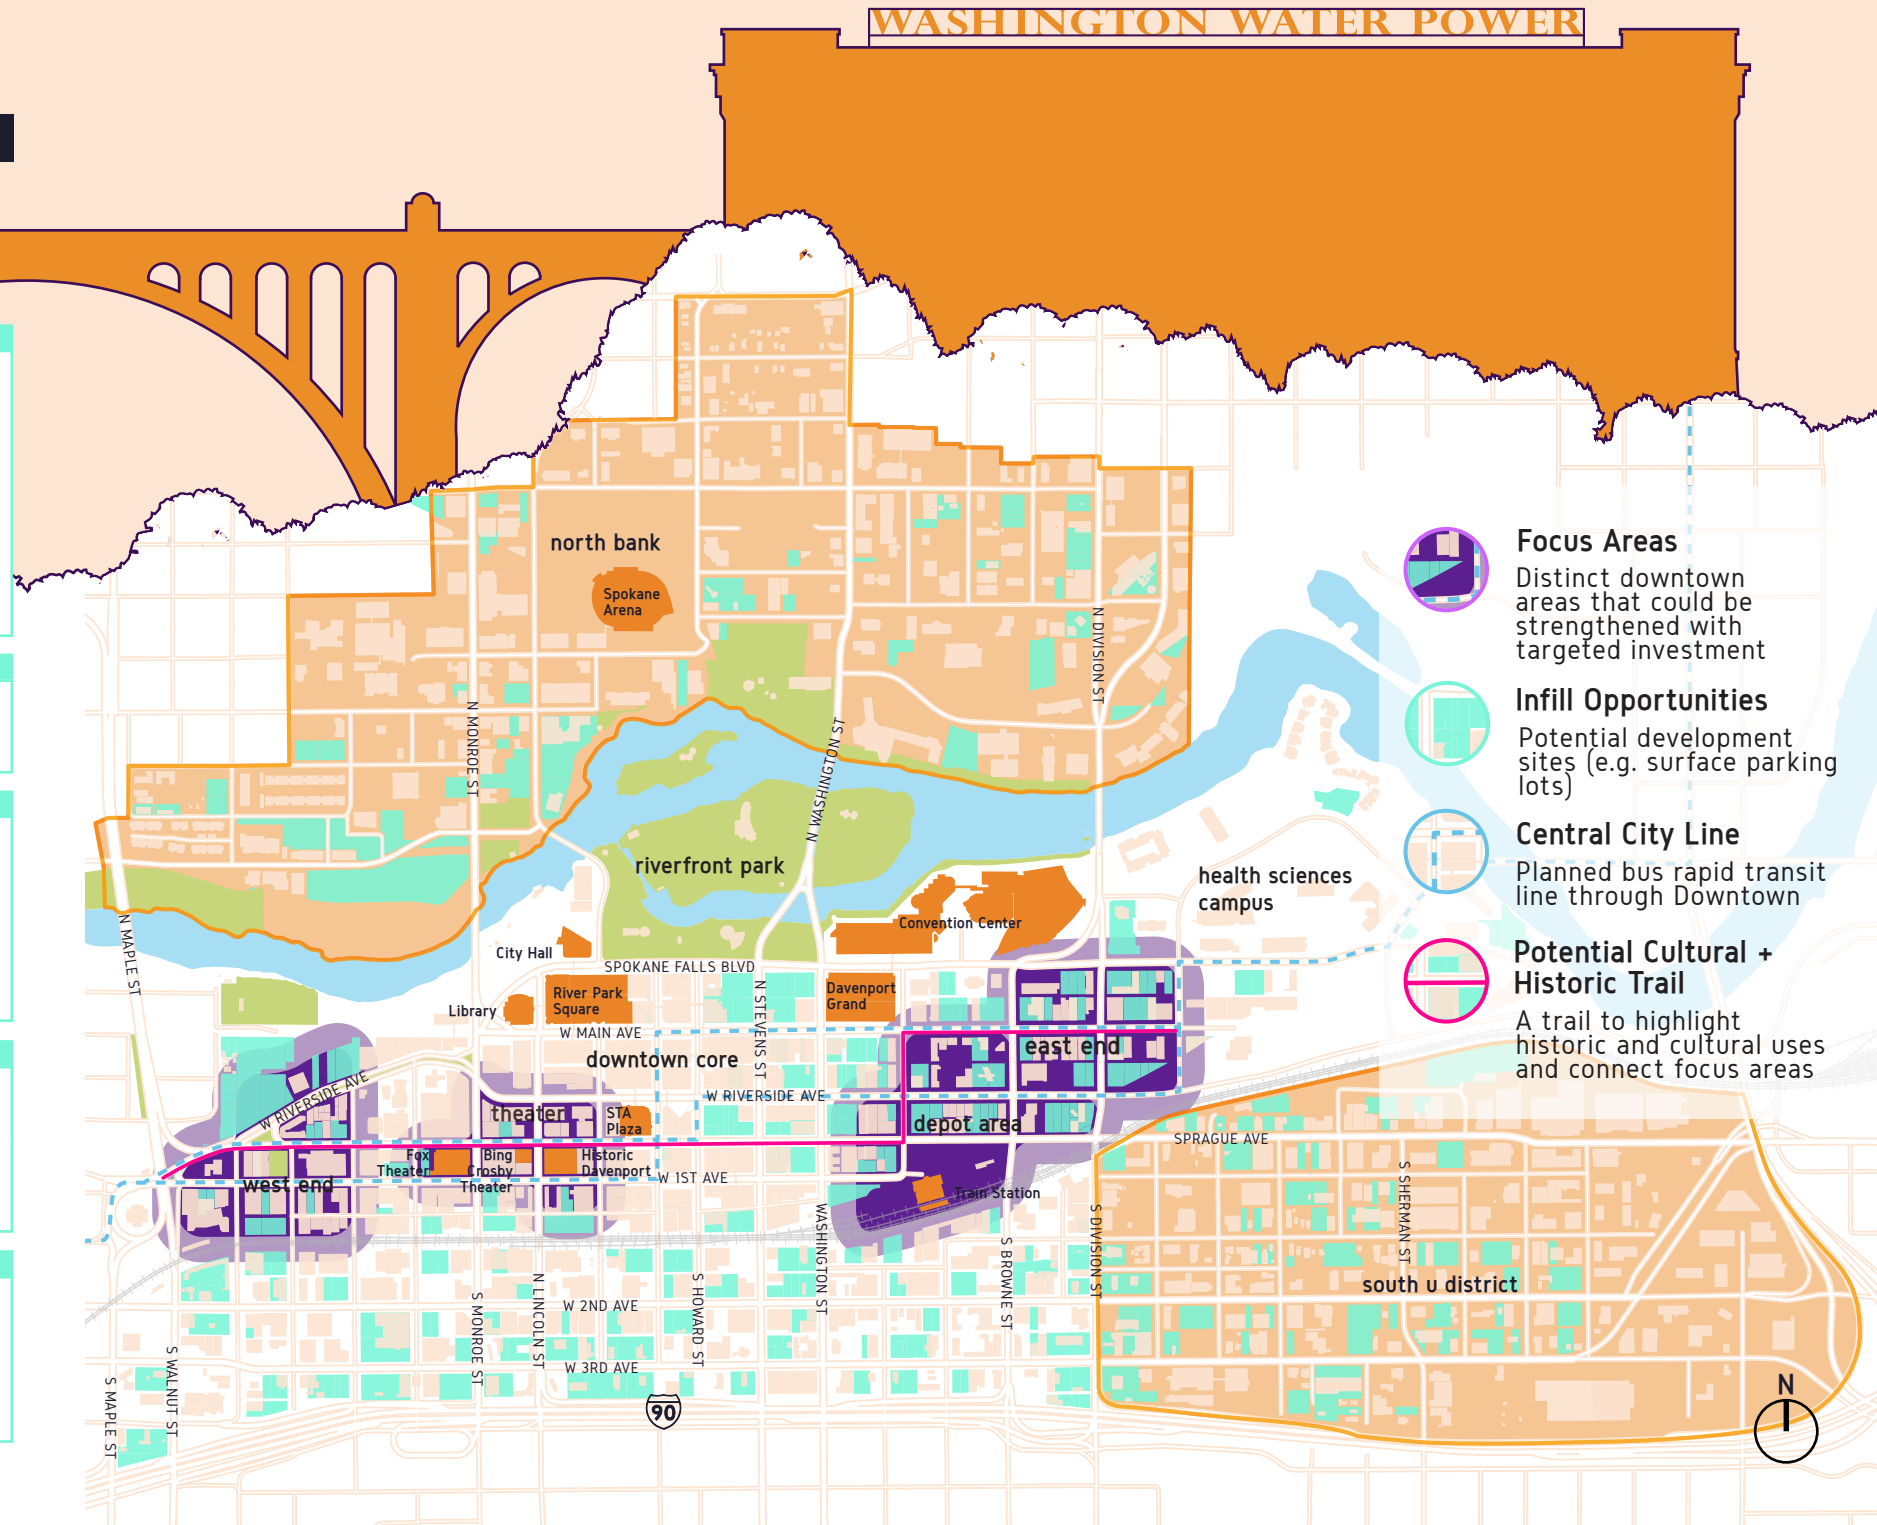 WASHINGTON WATER POWER
north bank
Spokane
Arena
N DIVISION ST
N MONROE ST
N WASHINGTON ST
riverfront park
N MAPLE ST
health sciences
campus
Convention Center
City Hall
SPOKANE FALLS BLVD
Library
River Park
Square
Davenport
Grand
N STEVENS ST
W MAIN AVE
downtown core
east end
W RIVERSIDE AVE
W RIVERSIDE AVE
theater
STA
Plaza
depot area
SPRAGUE AVE
Fox
Theater
Bing
Crosby
Theater
Historic
Davenport
W 1ST AVE
west end
Train Station
WASHINGTON ST
S BROWNE ST
S DIVISION ST
S SHERMAN ST
south u district
N LINCOLN ST
S MONROE ST
S HOWARD ST
W 2ND AVE
W 3RD AVE
S WALNUT ST
S MAPLE ST
90
N
Focus Areas
Distinct downtown
areas that could be
strengthened with
targeted investment
Infill Opportunities
Potential development
sites (e.g. surface parking
lots)
Central City Line
Planned bus rapid transit
line through Downtown
Potential Cultural +
Historic Trail
A trail to highlight
historic and cultural uses
and connect focus areas